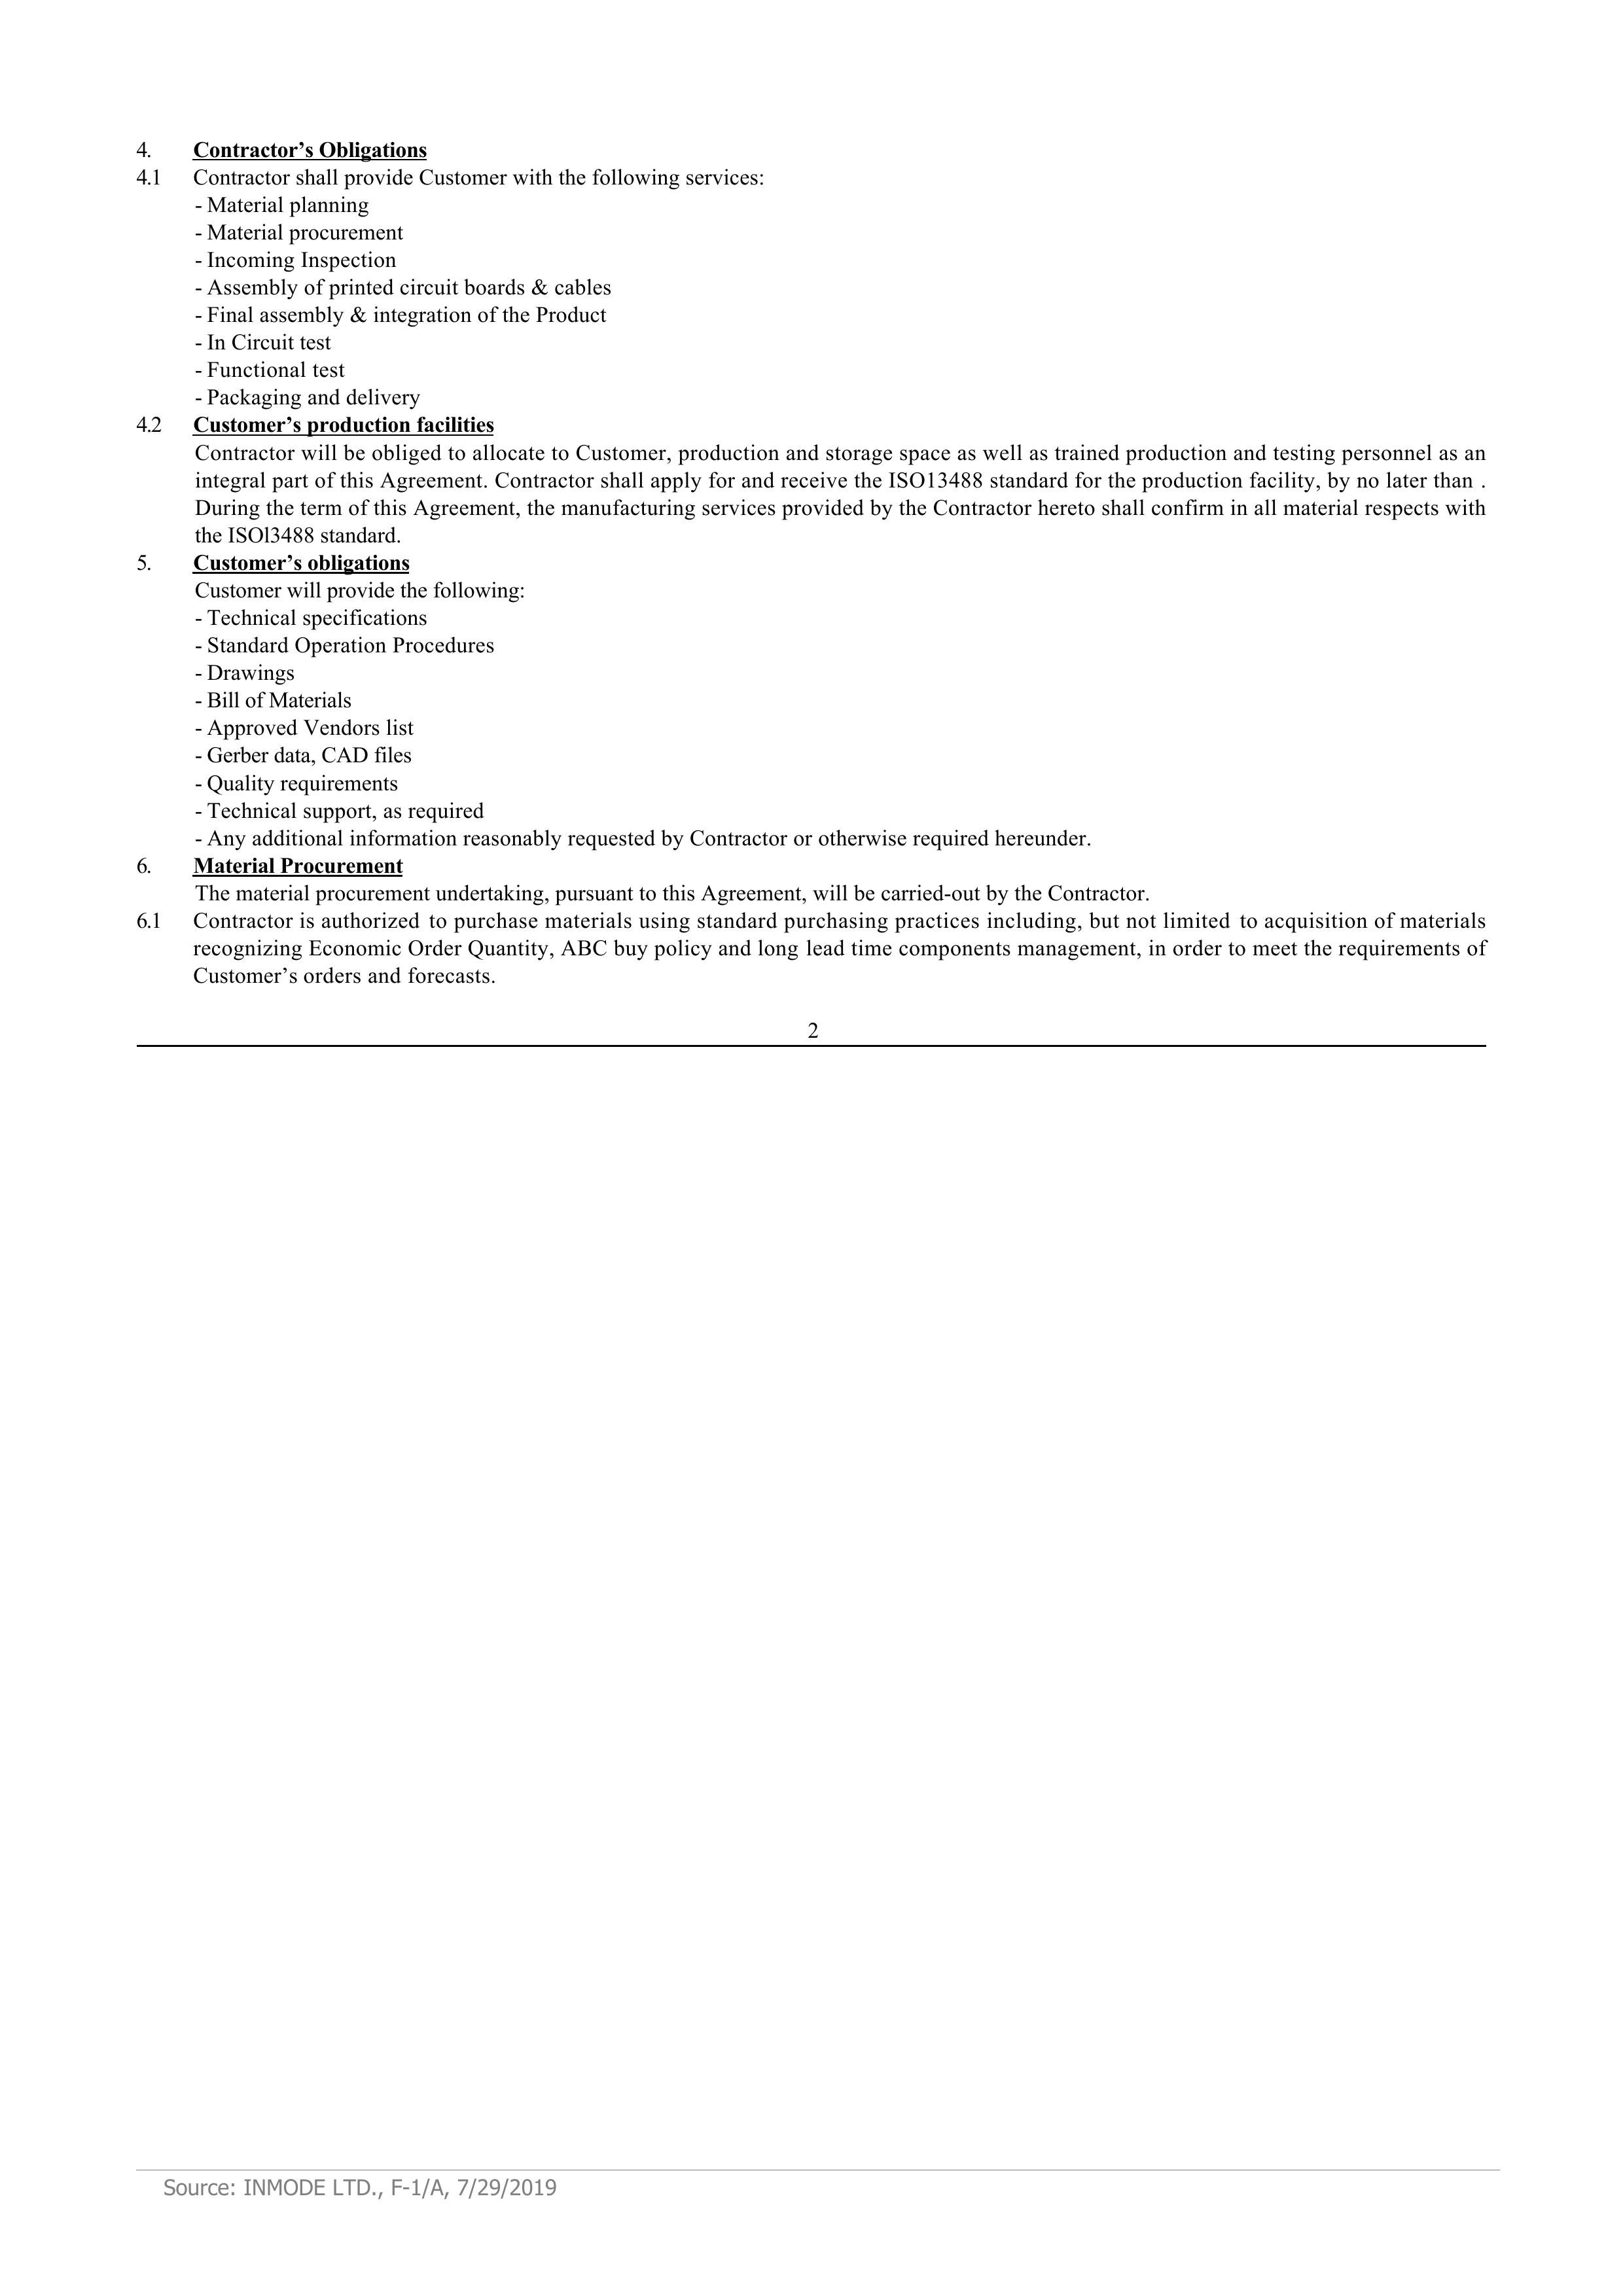 4. Contractor’s Obligations
4.1 Contractor shall provide Customer with the following services:
- Material planning
- Material procurement
- Incoming Inspection
- Assembly of printed circuit boards & cables
- Final assembly & integration of the Product
- In Circuit test
- Functional test
- Packaging and delivery
4.2 Customer’s production facilities
Contractor will be obliged to allocate to Customer, production and storage space as well as trained production and testing personnel as an
integral part of this Agreement. Contractor shall apply for and receive the ISO13488 standard for the production facility, by no later than .
During the term of this Agreement, the manufacturing services provided by the Contractor hereto shall confirm in all material respects with
the ISOl3488 standard.
5. Customer’s obligations
Customer will provide the following:
- Technical specifications
- Standard Operation Procedures
- Drawings
- Bill of Materials
- Approved Vendors list
- Gerber data, CAD files
- Quality requirements
- Technical support, as required
- Any additional information reasonably requested by Contractor or otherwise required hereunder.
6. Material Procurement
The material procurement undertaking, pursuant to this Agreement, will be carried-out by the Contractor.
6.1 Contractor is authorized to purchase materials using standard purchasing practices including, but not limited to acquisition of materials
recognizing Economic Order Quantity, ABC buy policy and long lead time components management, in order to meet the requirements of
Customer’s orders and forecasts.
2
Source: INMODE LTD., F-1/A, 7/29/2019